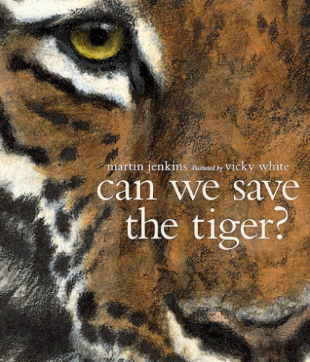 martin jenkins illustrated by vicky white
can we save
the tiger?